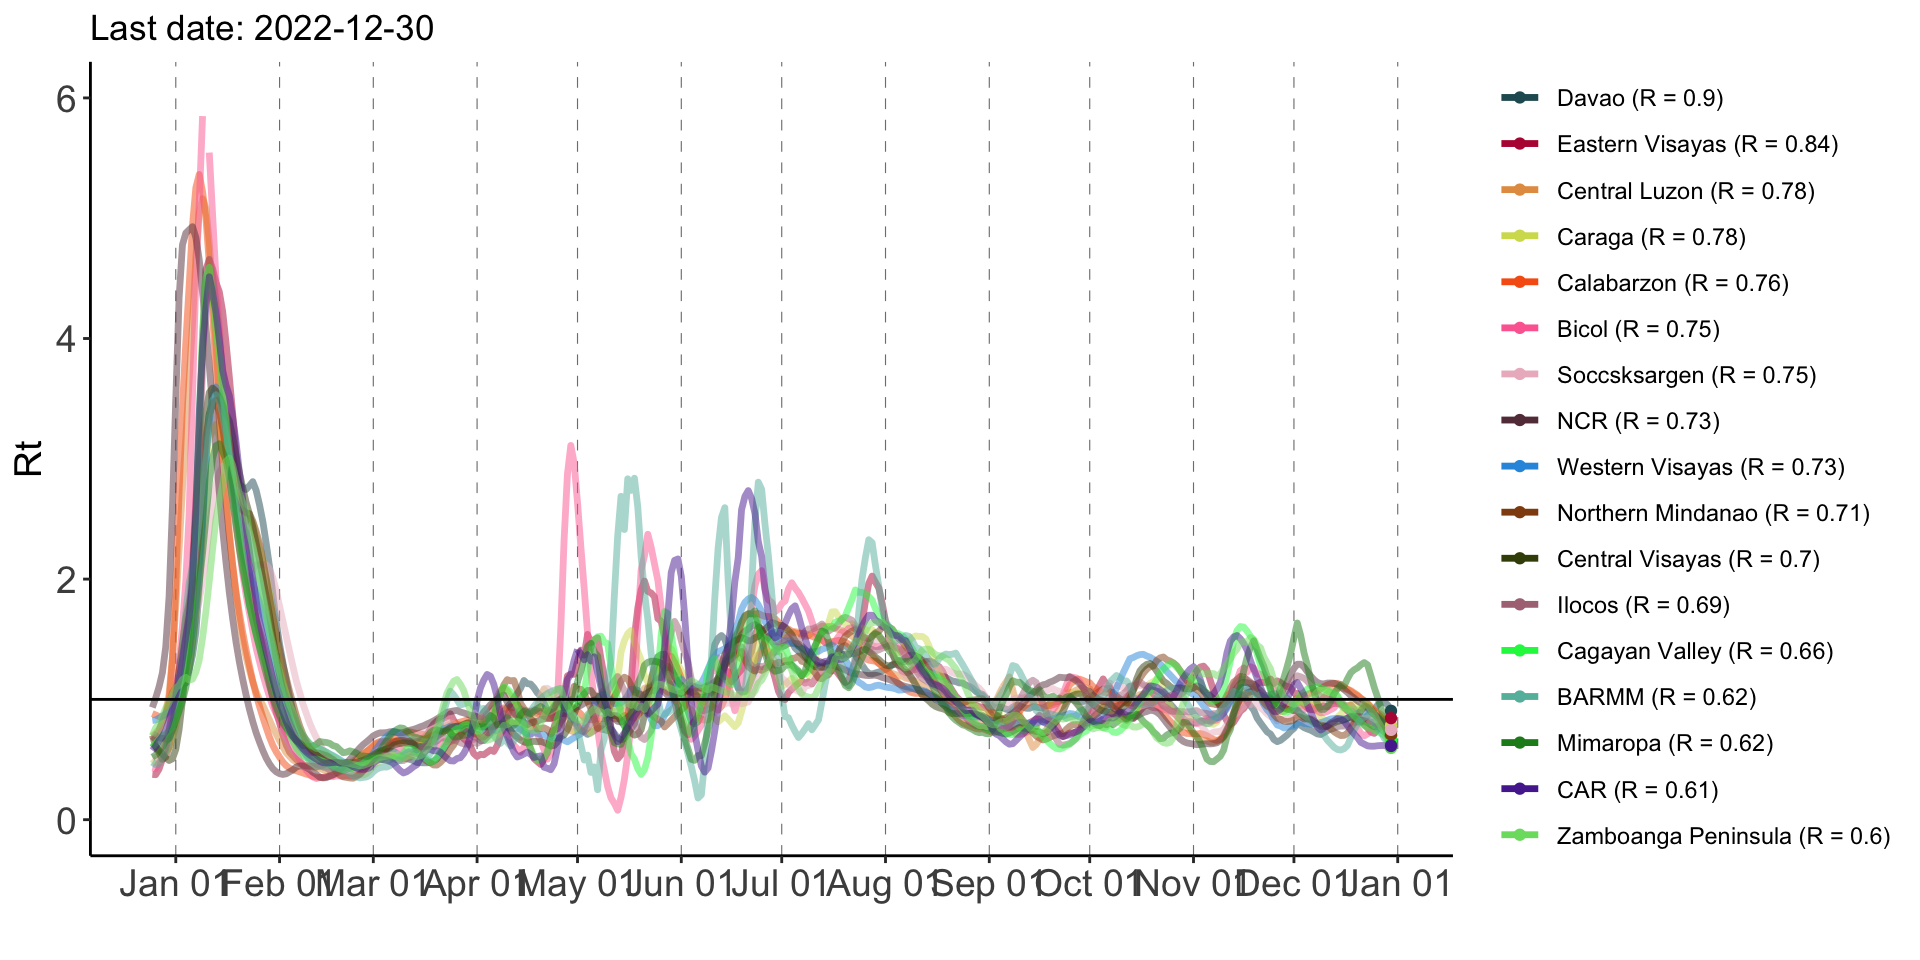 Last date: 2022-12-30
6
4
2
0
Rt
Jan 01 Feb 01 Mar 01 Apr 01 May 01 Jun 01 Jul 01 Aug 01 Sep 01 Oct 01 Nov 01 Dec 01 Jan 01
Davao (R = 0.9)
Eastern Visayas (R = 0.84)
Central Luzon (R = 0.78)
Caraga (R = 0.78)
Calabarzon (R = 0.76)
Bicol (R = 0.75)
Soccsksargen (R = 0.75)
NCR (R = 0.73)
Western Visayas (R = 0.73)
Northern Mindanao (R = 0.71)
Central Visayas (R = 0.7)
Ilocos (R = 0.69)
Cagayan Valley (R = 0.66)
BARMM (R = 0.62)
Mimaropa (R = 0.62)
CAR (R = 0.61)
Zamboanga Peninsula (R = 0.6)